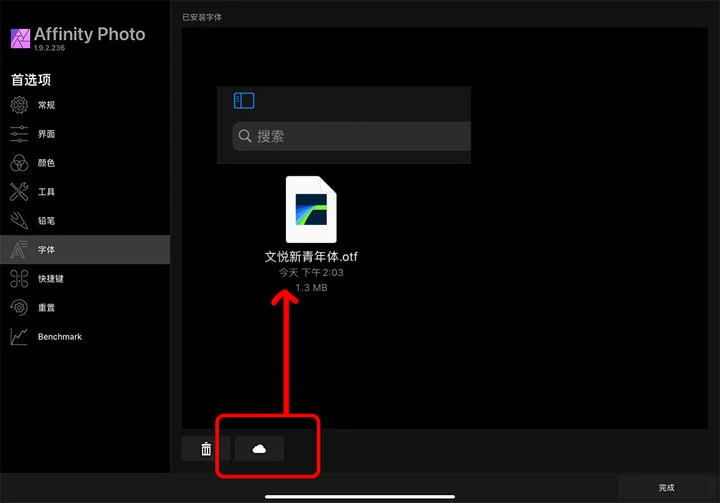 Affinity Photo
1.9.2.236
首选项
常规
界面
颜色
工具
铅笔
字体
快捷键
重置
Benchmark
已安装字体
搜索
文悦新青年体.otf
今天 下午2:03
1.3 MB
完成